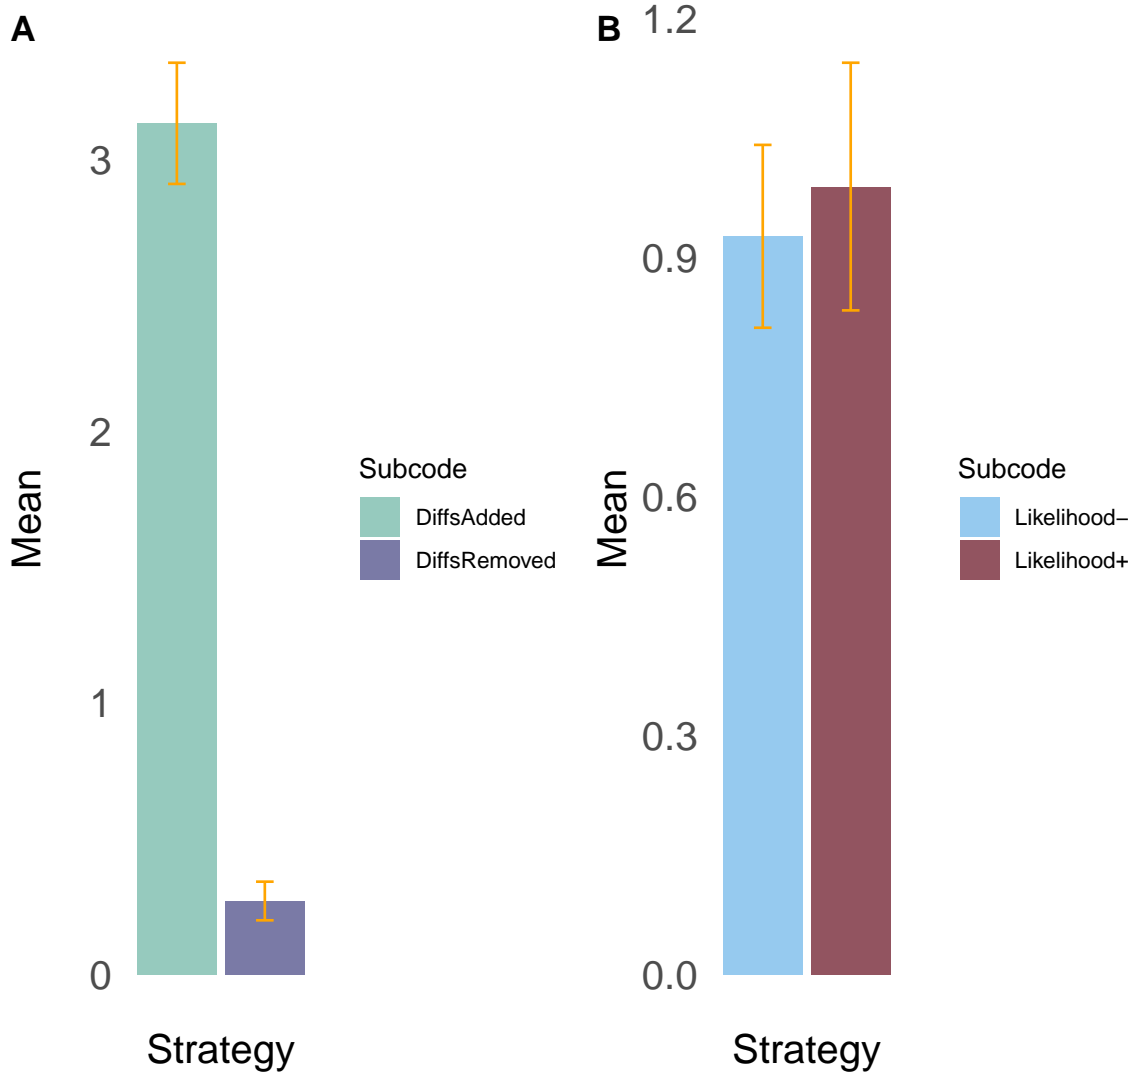 A
3
2
1
0
Mean
Strategy
Subcode
DiffsAdded
DiffsRemoved
B
1.2
0.9
0.6
0.3
0.0
Mean
Strategy
Subcode
Likelihood−
Likelihood+